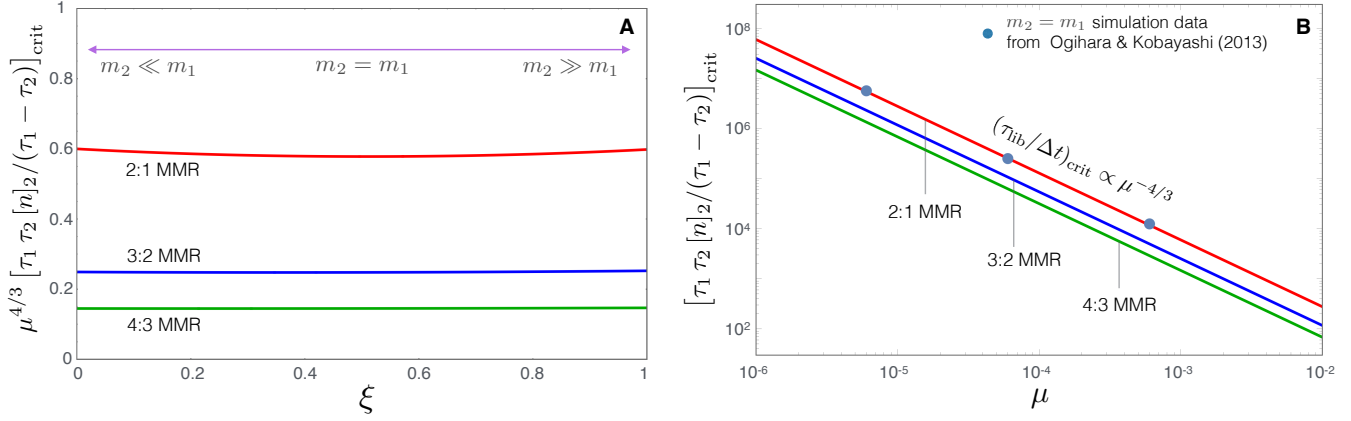 A
μ^{4/3} [τ₁ τ₂ [n]₂/(τ₁ − τ₂)]_crit
1
0.8
0.6
0.4
0.2
0
m₂ ≪ m₁
m₂ = m₁
m₂ ≫ m₁
2:1 MMR
3:2 MMR
4:3 MMR
0
0.2
0.4
0.6
0.8
1
ξ
B
[τ₁ τ₂ [n]₂/(τ₁ − τ₂)]_crit
10⁸
10⁶
10⁴
10²
m₂ = m₁ simulation data
from Ogihara & Kobayashi (2013)
(τ_lib/Δt)_crit ∝ μ^{−4/3}
2:1 MMR
3:2 MMR
4:3 MMR
10⁻⁶
10⁻⁵
10⁻⁴
10⁻³
10⁻²
μ